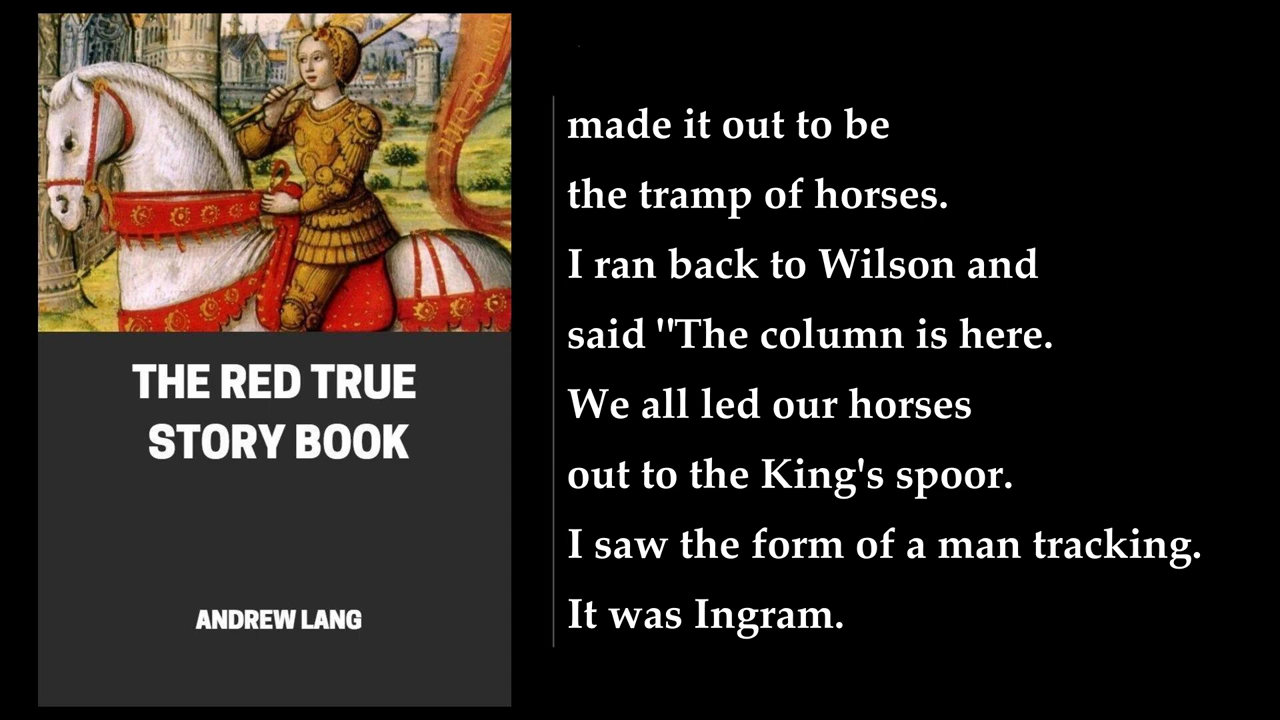 THE RED TRUE
STORY BOOK
ANDREW LANG
made it out to be
the tramp of horses.
I ran back to Wilson and
said "The column is here.
We all led our horses
out to the King's spoor.
I saw the form of a man tracking.
It was Ingram.